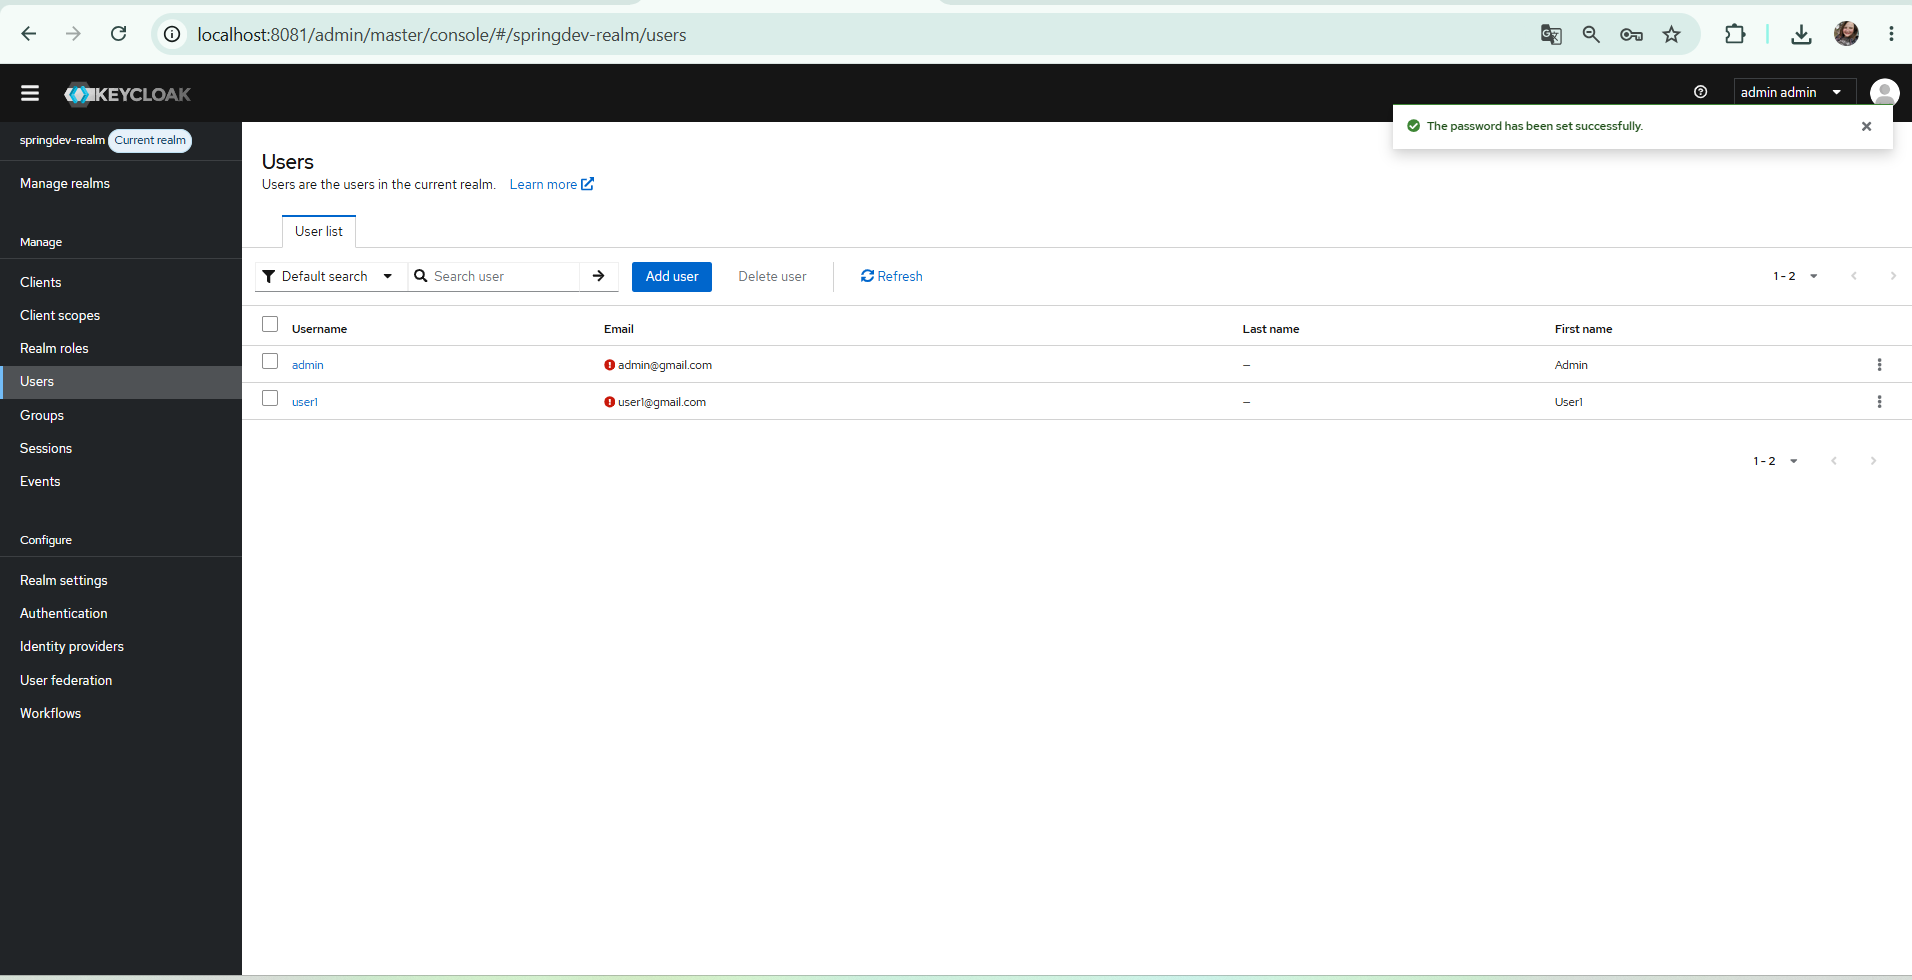 localhost:8081/admin/master/console/#/springdev-realm/users
KEYCLOAK
admin admin
The password has been set successfully.
springdev-realm Current realm
Manage realms
Manage
Clients
Client scopes
Realm roles
Users
Groups
Sessions
Events
Configure
Realm settings
Authentication
Identity providers
User federation
Workflows
Users
Users are the users in the current realm. Learn more
User list
Default search Search user Add user Delete user Refresh 1 - 2
Username Email Last name First name
admin admin@gmail.com – Admin
user1 user1@gmail.com – User1
1 - 2